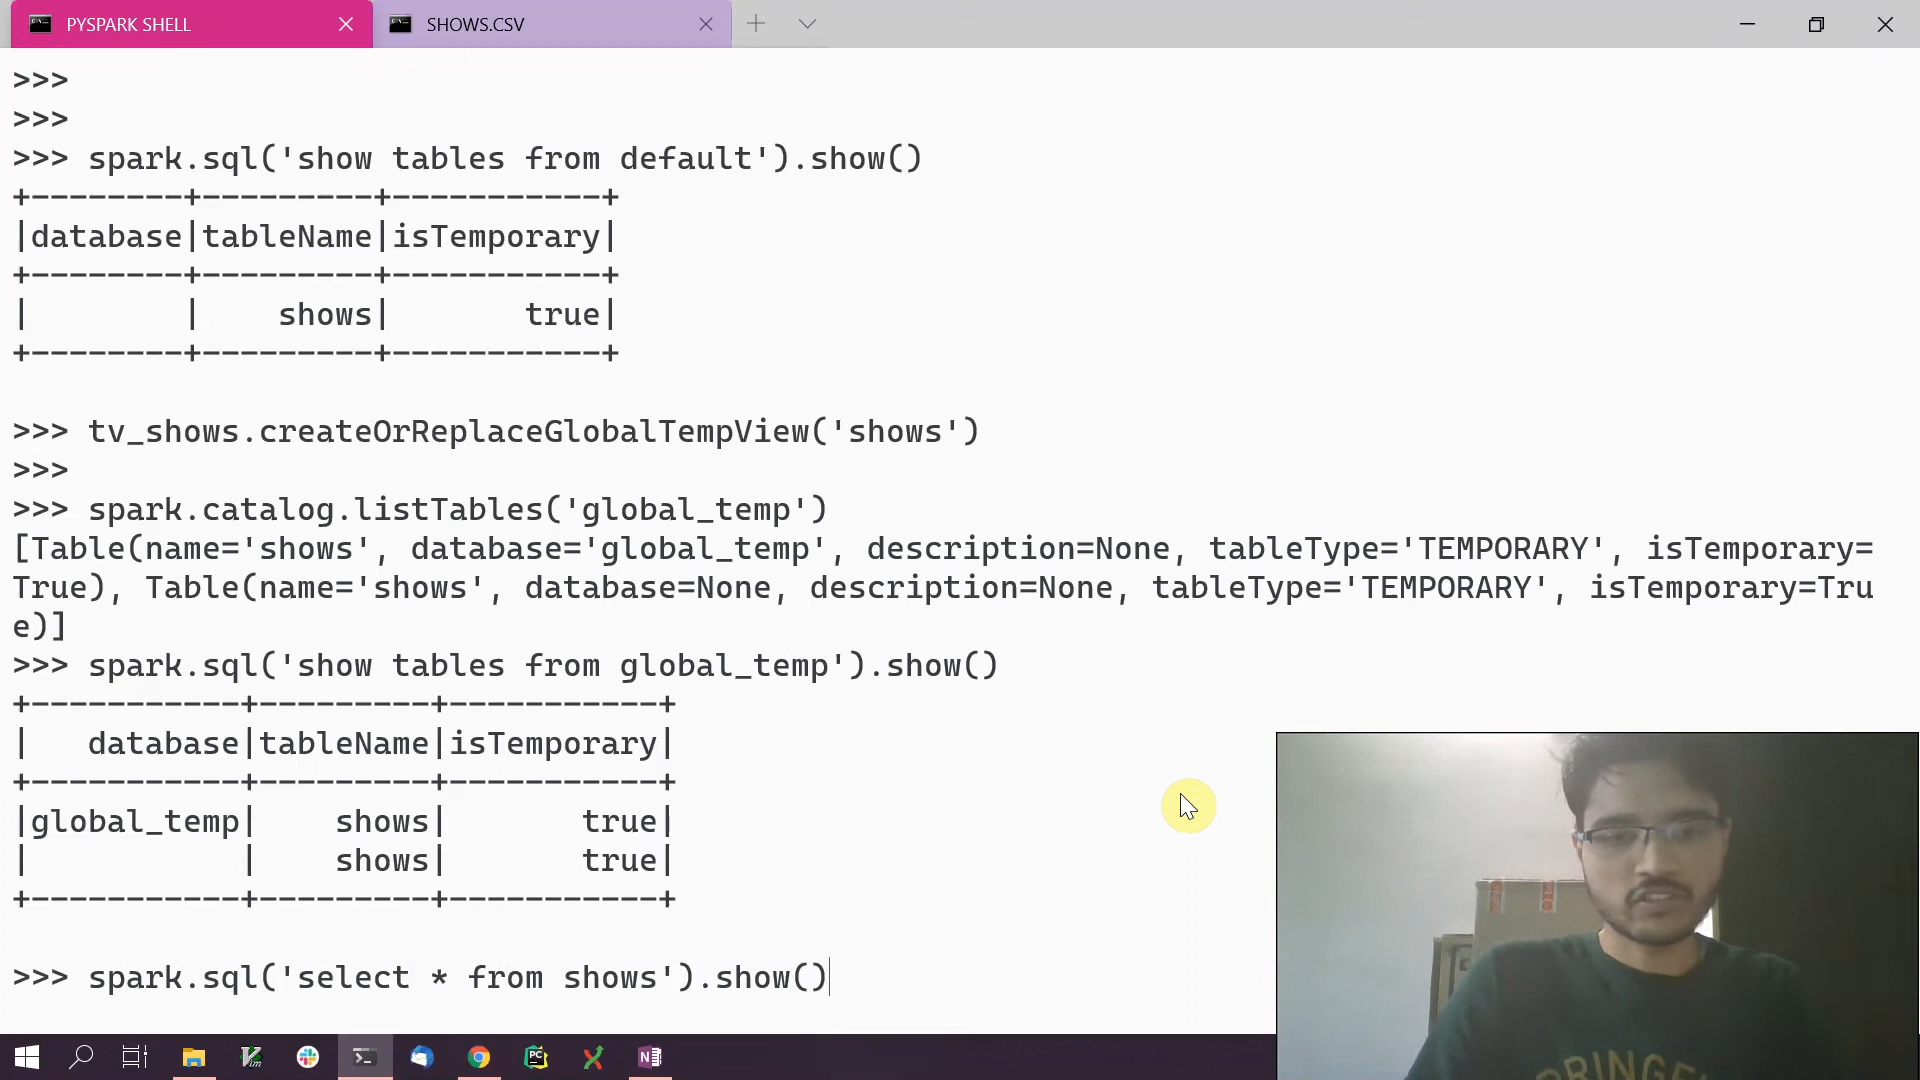 PYSPARK SHELL
SHOWS.CSV
>>>
>>>
>>> spark.sql('show tables from default').show()
+--------+---------+-----------+
|database|tableName|isTemporary|
+--------+---------+-----------+
|        |    shows|       true|
+--------+---------+-----------+
>>> tv_shows.createOrReplaceGlobalTempView('shows')
>>>
>>> spark.catalog.listTables('global_temp')
[Table(name='shows', database='global_temp', description=None, tableType='TEMPORARY', isTemporary=
True), Table(name='shows', database=None, description=None, tableType='TEMPORARY', isTemporary=Tru
e)]
>>> spark.sql('show tables from global_temp').show()
+-----------+---------+-----------+
|   database|tableName|isTemporary|
+-----------+---------+-----------+
|global_temp|    shows|       true|
|           |    shows|       true|
+-----------+---------+-----------+
>>> spark.sql('select * from shows').show()